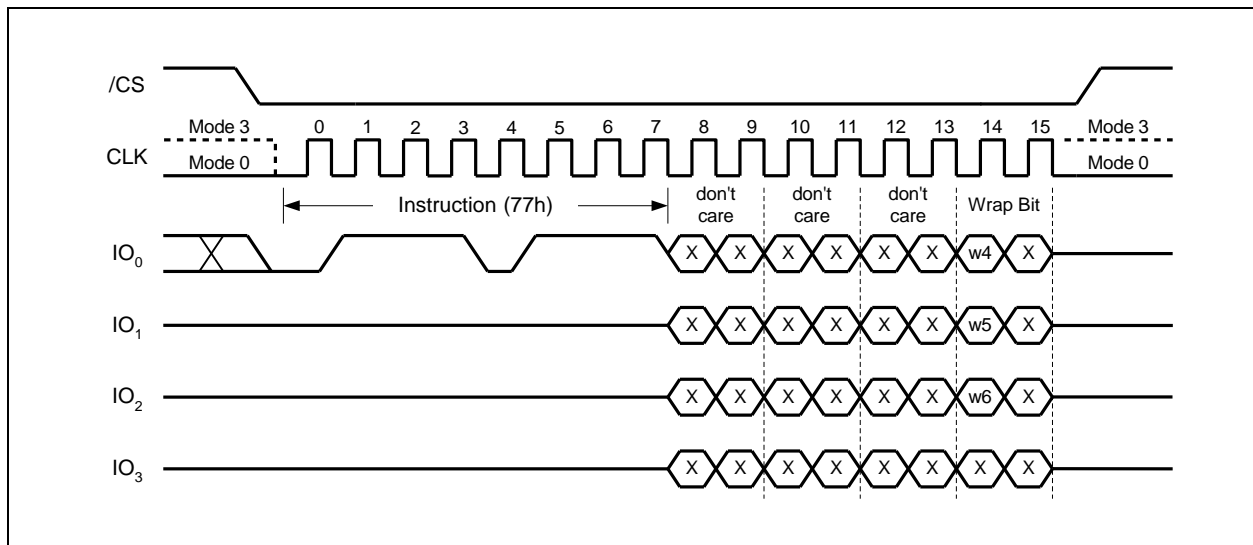 /CS
Mode 3 0 1 2 3 4 5 6 7 8 9 10 11 12 13 14 15 Mode 3
CLK Mode 0 Mode 0
Instruction (77h) don't care don't care don't care Wrap Bit
IO0 X X X X X X w4 X
IO1 X X X X X X w5 X
IO2 X X X X X X w6 X
IO3 X X X X X X X X